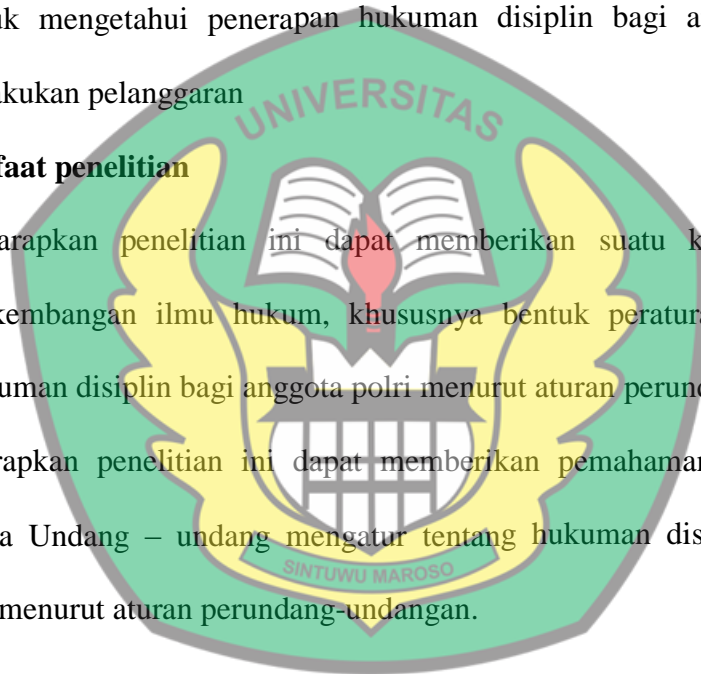 uk mengetahui penerapan hukuman disiplin bagi a
akukan pelanggaran
UNIVERSITAS
faat penelitian
arapkan penelitian ini dapat memberikan suatu k
kembangan ilmu hukum, khususnya bentuk peratura
uman disiplin bagi anggota polri menurut aturan perund
rapkan penelitian ini dapat memberikan pemahaman
a Undang – undang mengatur tentang hukuman dis
SINTUWU MAROSO
menurut aturan perundang-undangan.